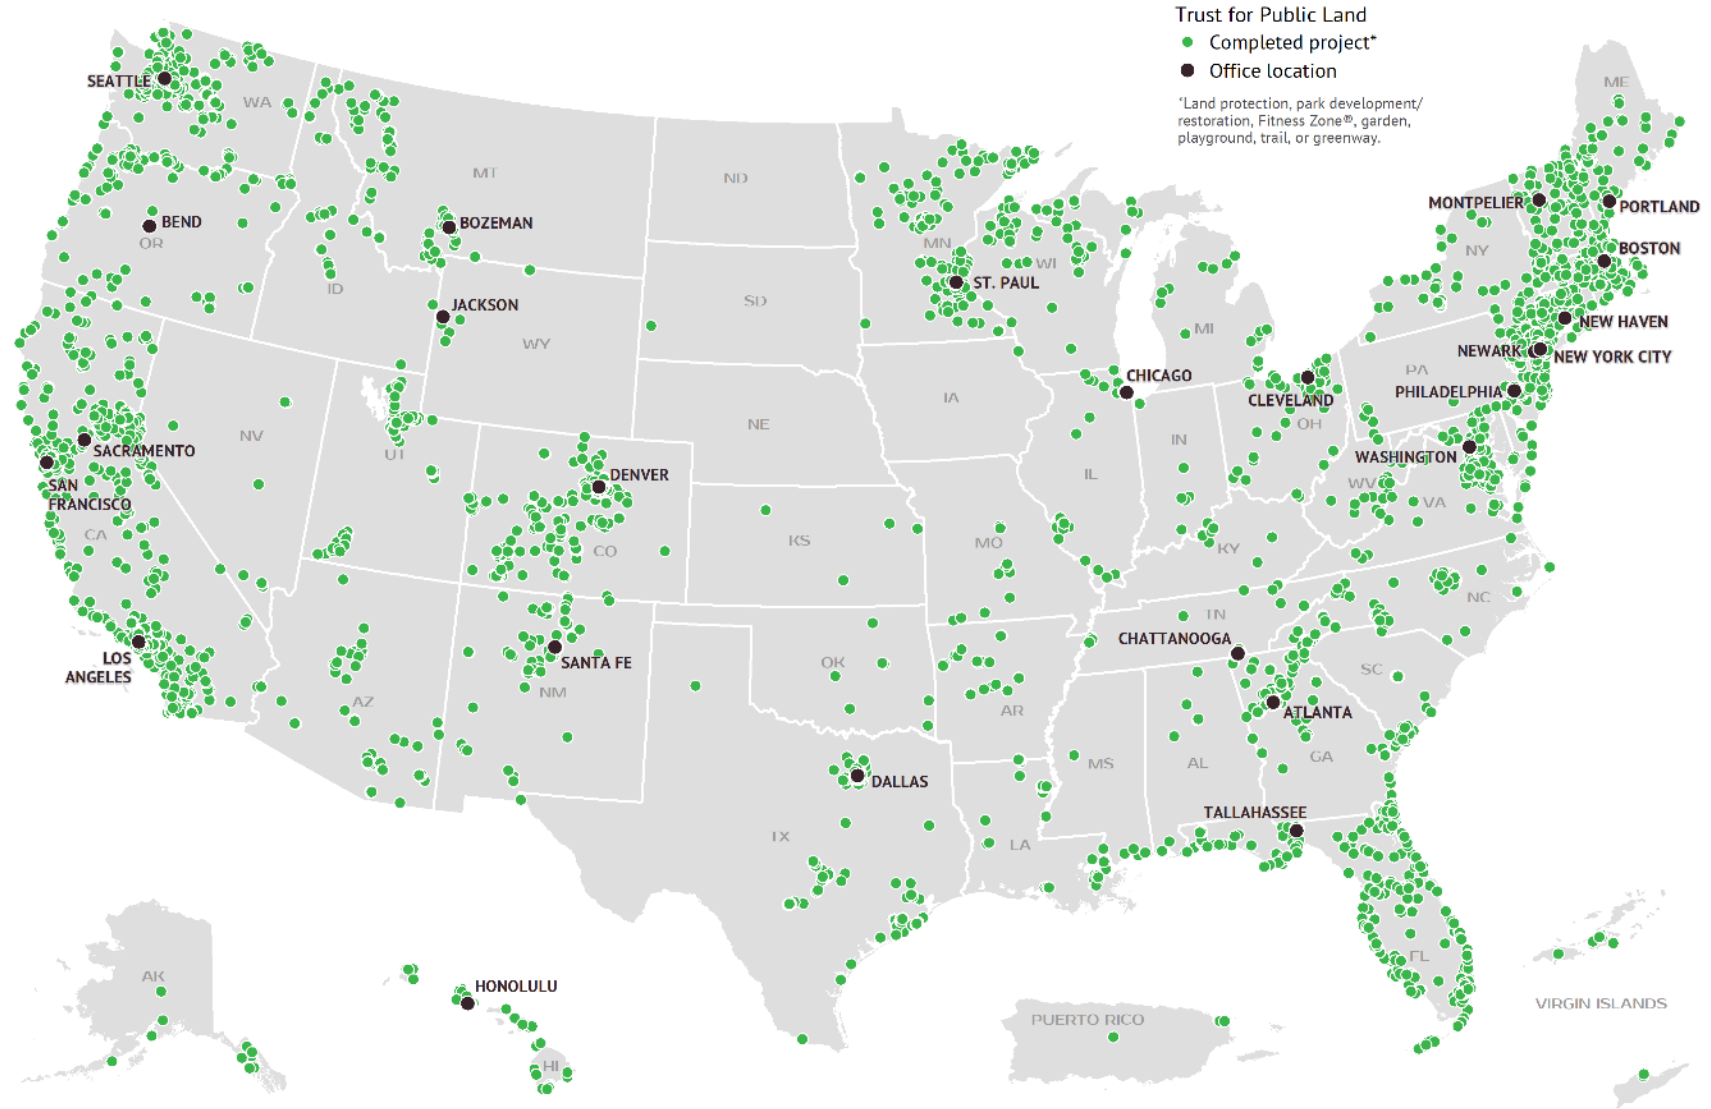 Trust for Public Land
Completed project*
Office location
*Land protection, park development/
restoration, Fitness Zone®, garden,
playground, trail, or greenway.
ME
SEATTLE
WA
MT
ND
MONTPELIER
PORTLAND
BEND
BOZEMAN
OR
MN
NY
BOSTON
WI
ID
ST. PAUL
JACKSON
SD
WY
MI
NEW HAVEN
NEWARK
NEW YORK CITY
PA
CHICAGO
CLEVELAND
PHILADELPHIA
IA
NE
OH
NV
IN
SACRAMENTO
UT
WASHINGTON
DENVER
IL
SAN
FRANCISCO
WV
VA
CA
CO
KS
MO
KY
NC
TN
CHATTANOOGA
LOS
ANGELES
SANTA FE
OK
SC
NM
AZ
AR
ATLANTA
GA
MS
AL
DALLAS
TALLAHASSEE
TX
LA
FL
AK
HONOLULU
VIRGIN ISLANDS
PUERTO RICO
HI